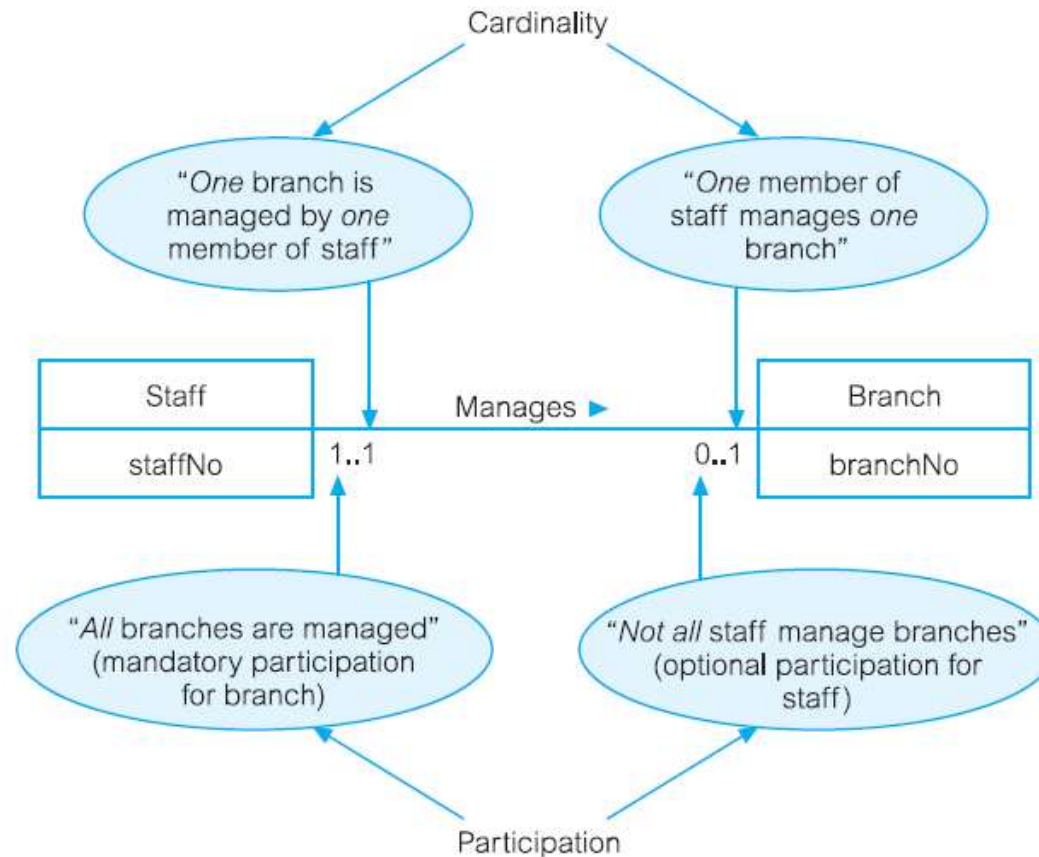 Cardinality
“One branch is
managed by one
member of staff”
“One member of
staff manages one
branch”
Staff
Manages ►
Branch
staffNo
1..1
0..1
branchNo
“All branches are managed”
(mandatory participation
for branch)
“Not all staff manage branches”
(optional participation for
staff)
Participation